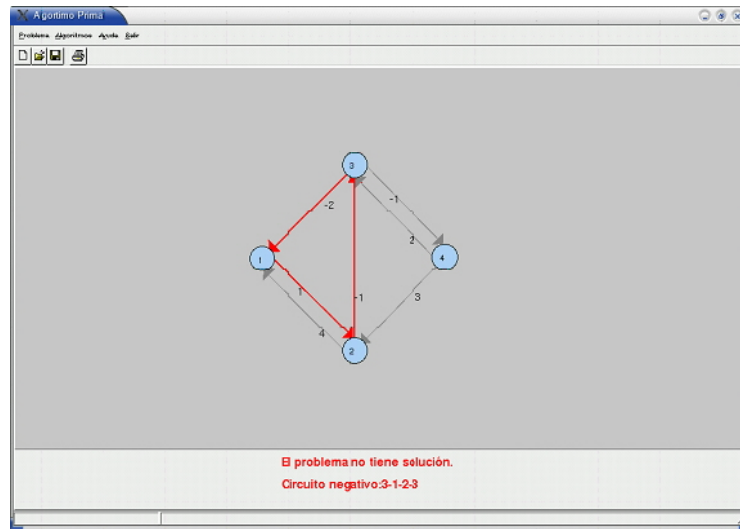 Algortimo Prima
Problema Algoritmos Ayuda Salir
3
-1
-2
2
1
4
1
-1
3
4
2
El problema no tiene solución.
Circuito negativo:3-1-2-3